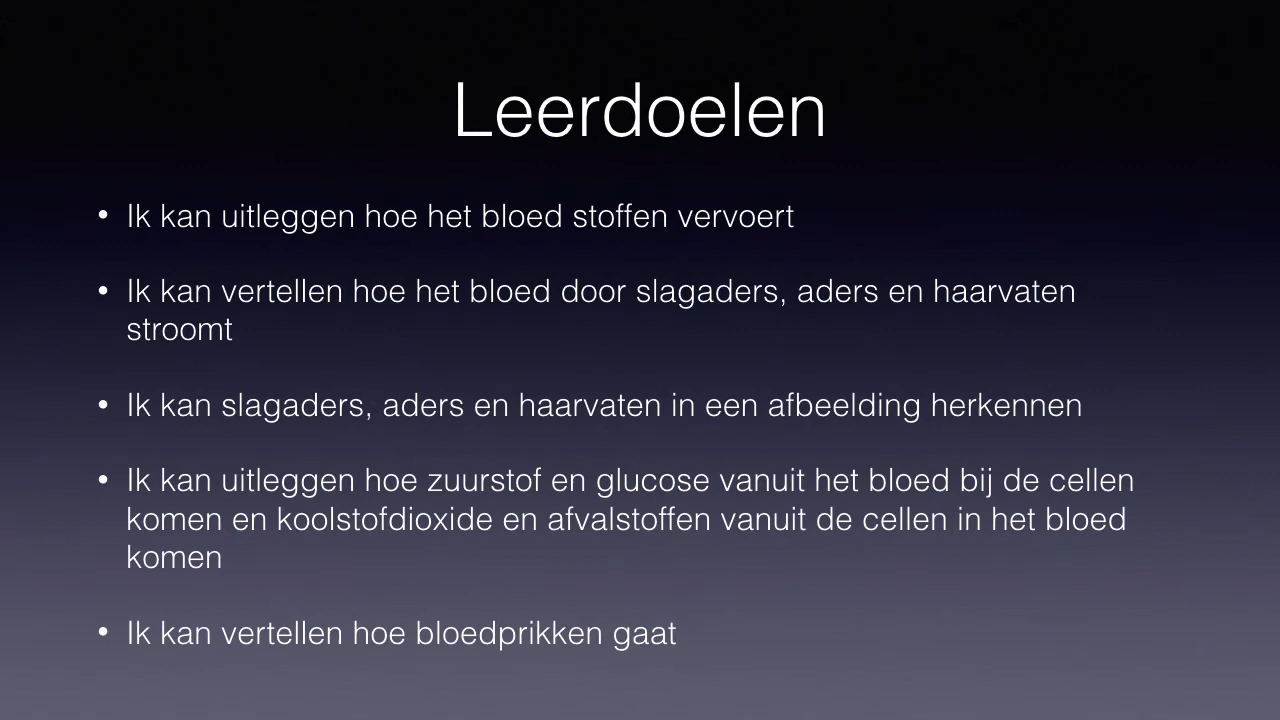 Leerdoelen
• Ik kan uitleggen hoe het bloed stoffen vervoert
• Ik kan vertellen hoe het bloed door slagaders, aders en haarvaten
stroomt
• Ik kan slagaders, aders en haarvaten in een afbeelding herkennen
• Ik kan uitleggen hoe zuurstof en glucose vanuit het bloed bij de cellen
komen en koolstofdioxide en afvalstoffen vanuit de cellen in het bloed
komen
• Ik kan vertellen hoe bloedprikken gaat